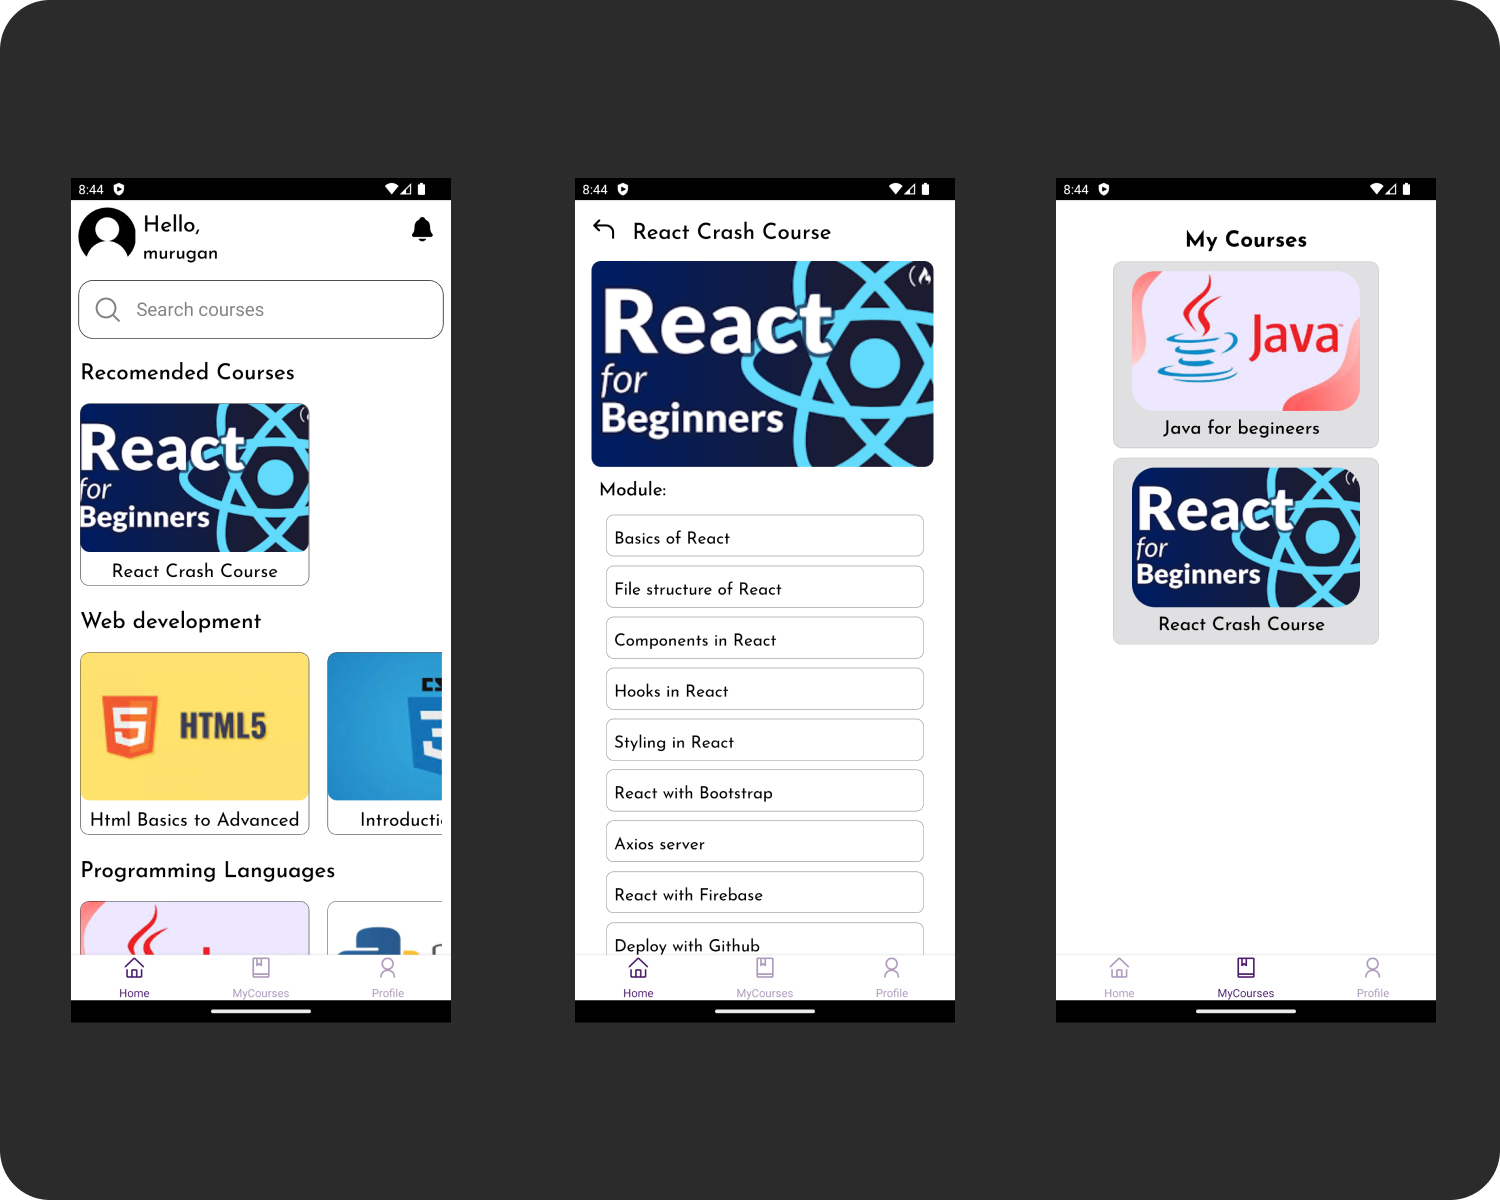 8:44
Hello,
murugan
Search courses
Recomended Courses
React
for
Beginners
React Crash Course
Web development
HTML5
Html Basics to Advanced
Introducti
Programming Languages
Home
MyCourses
Profile
8:44
React Crash Course
React
for
Beginners
Module:
Basics of React
File structure of React
Components in React
Hooks in React
Styling in React
React with Bootstrap
Axios server
React with Firebase
Deploy with Github
Home
MyCourses
Profile
8:44
My Courses
Java
Java for begineers
React
for
Beginners
React Crash Course
Home
MyCourses
Profile